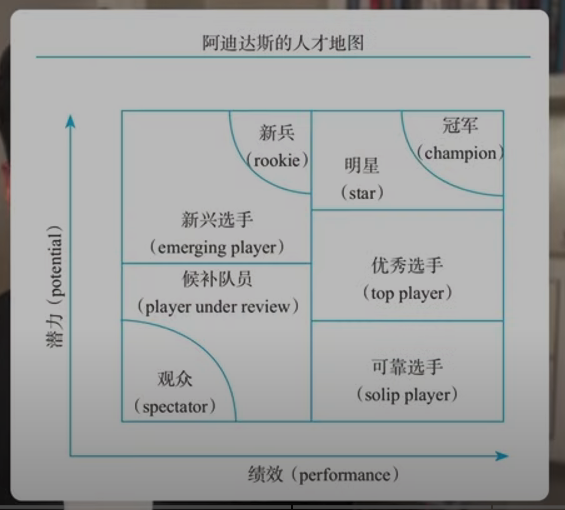 阿迪达斯的人才地图
新兵
(rookie)
冠军
(champion)
明星
(star)
新兴选手
(emerging player)
候补队员
(player under review)
优秀选手
(top player)
观众
(spectator)
可靠选手
(solip player)
潜力 (potential)
绩效 (performance)